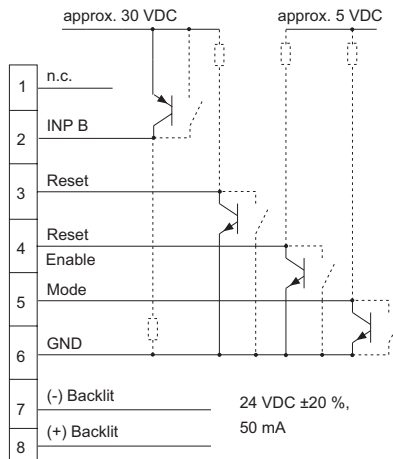 approx. 30 VDC
approx. 5 VDC
1 n.c.
2 INP B
3 Reset
4 Reset
Enable
5 Mode
6 GND
7 (-) Backlit
8 (+) Backlit
24 VDC ±20 %,
50 mA